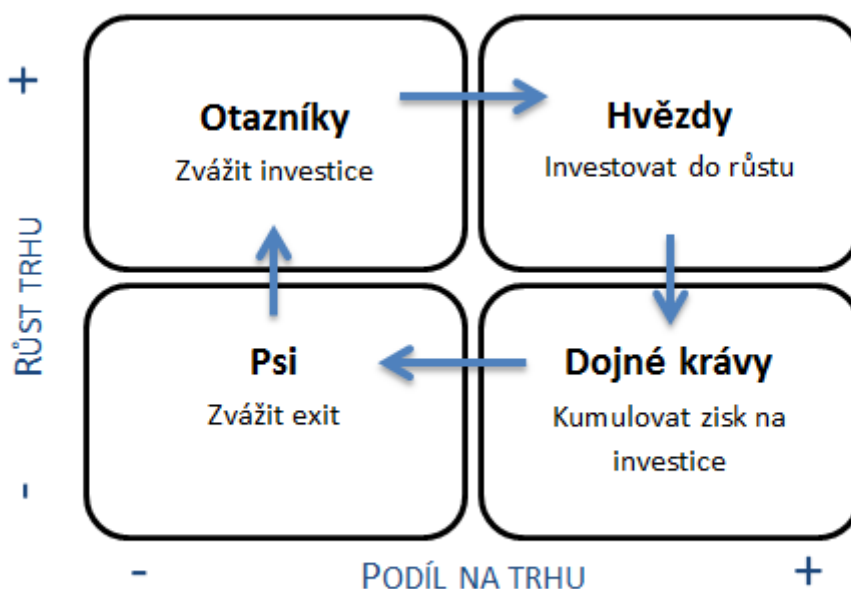 +
Otazníky
Zvážit investice
Hvězdy
Investovat do růstu
RŮST TRHU
Psi
Zvážit exit
Dojné krávy
Kumulovat zisk na
investice
-
- PODÍL NA TRHU +